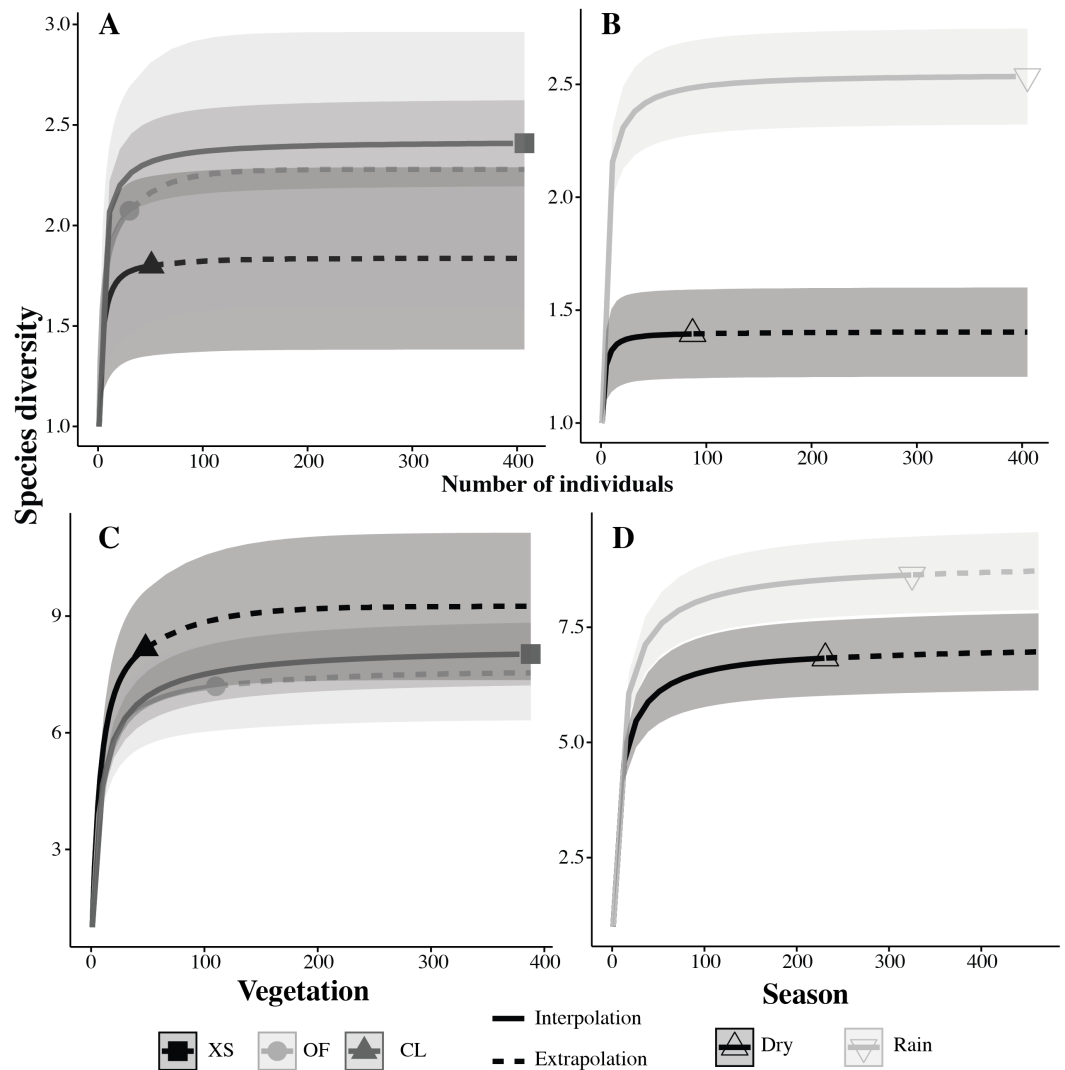 A
B
3.0
2.5
2.0
1.5
1.0
2.5
2.0
1.5
1.0
0 100 200 300 400
0 100 200 300 400
Species diversity
Number of individuals
C
D
9
6
3
7.5
5.0
2.5
0 100 200 300 400
0 100 200 300 400
Vegetation
Season
XS OF CL
Interpolation
Extrapolation
Dry Rain